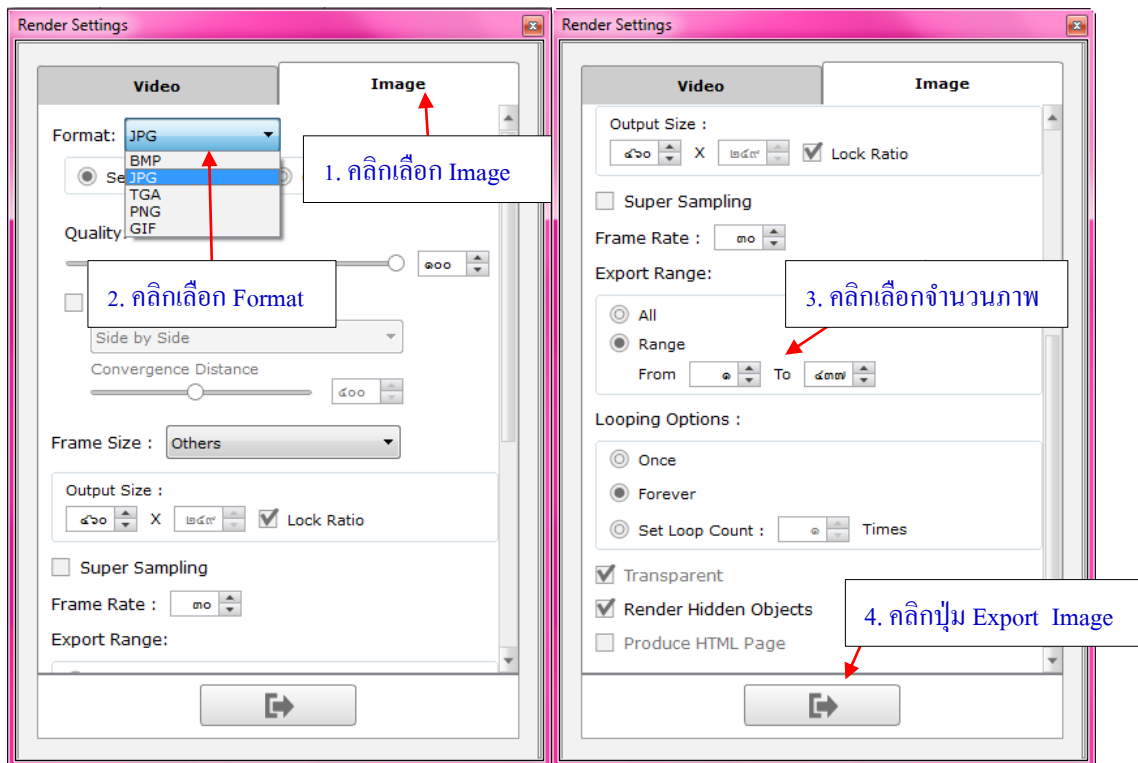 Render Settings
Video
Image
Format:
JPG
BMP
JPG
TGA
PNG
GIF
1. คลิกเลือก Image
Quality
๑๐๐
2. คลิกเลือก Format
Side by Side
Convergence Distance
๕๐๐
Frame Size :
Others
Output Size :
๔๖๐ X ๒๕๙ Lock Ratio
Super Sampling
Frame Rate : ๓๐
Export Range:
Render Settings
Video
Image
Output Size :
๔๖๐ X ๒๕๙ Lock Ratio
Super Sampling
Frame Rate : ๓๐
Export Range:
3. คลิกเลือกจำนวนภาพ
All
Range
From ๑ To ๕๓๗
Looping Options :
Once
Forever
Set Loop Count : ๑ Times
Transparent
Render Hidden Objects
Produce HTML Page
4. คลิกปุ่ม Export Image